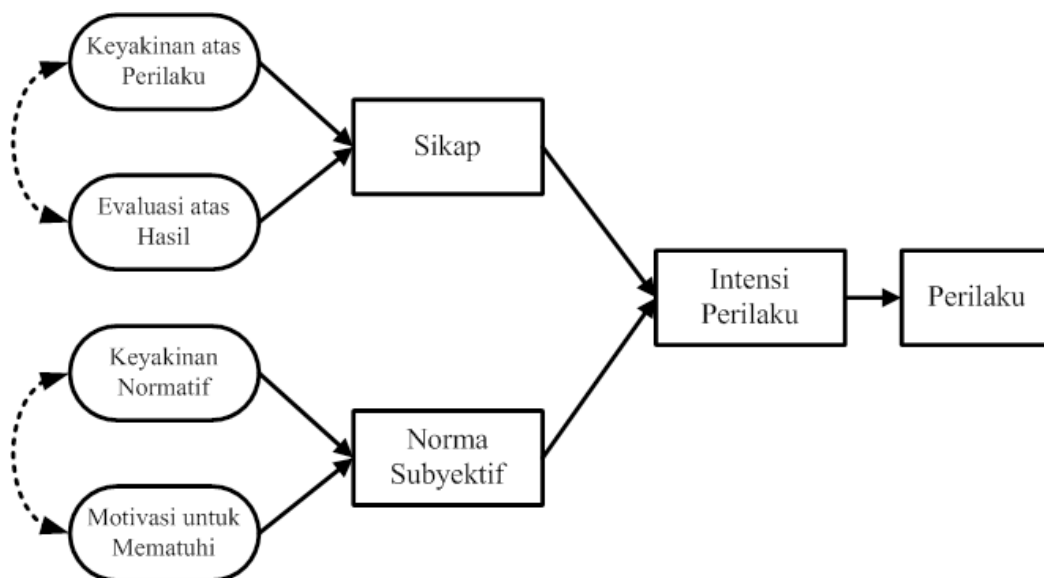 Keyakinan atas
Perilaku
Sikap
Evaluasi atas
Hasil
Intensi
Perilaku
Perilaku
Keyakinan
Normatif
Norma
Subyektif
Motivasi untuk
Mematuhi